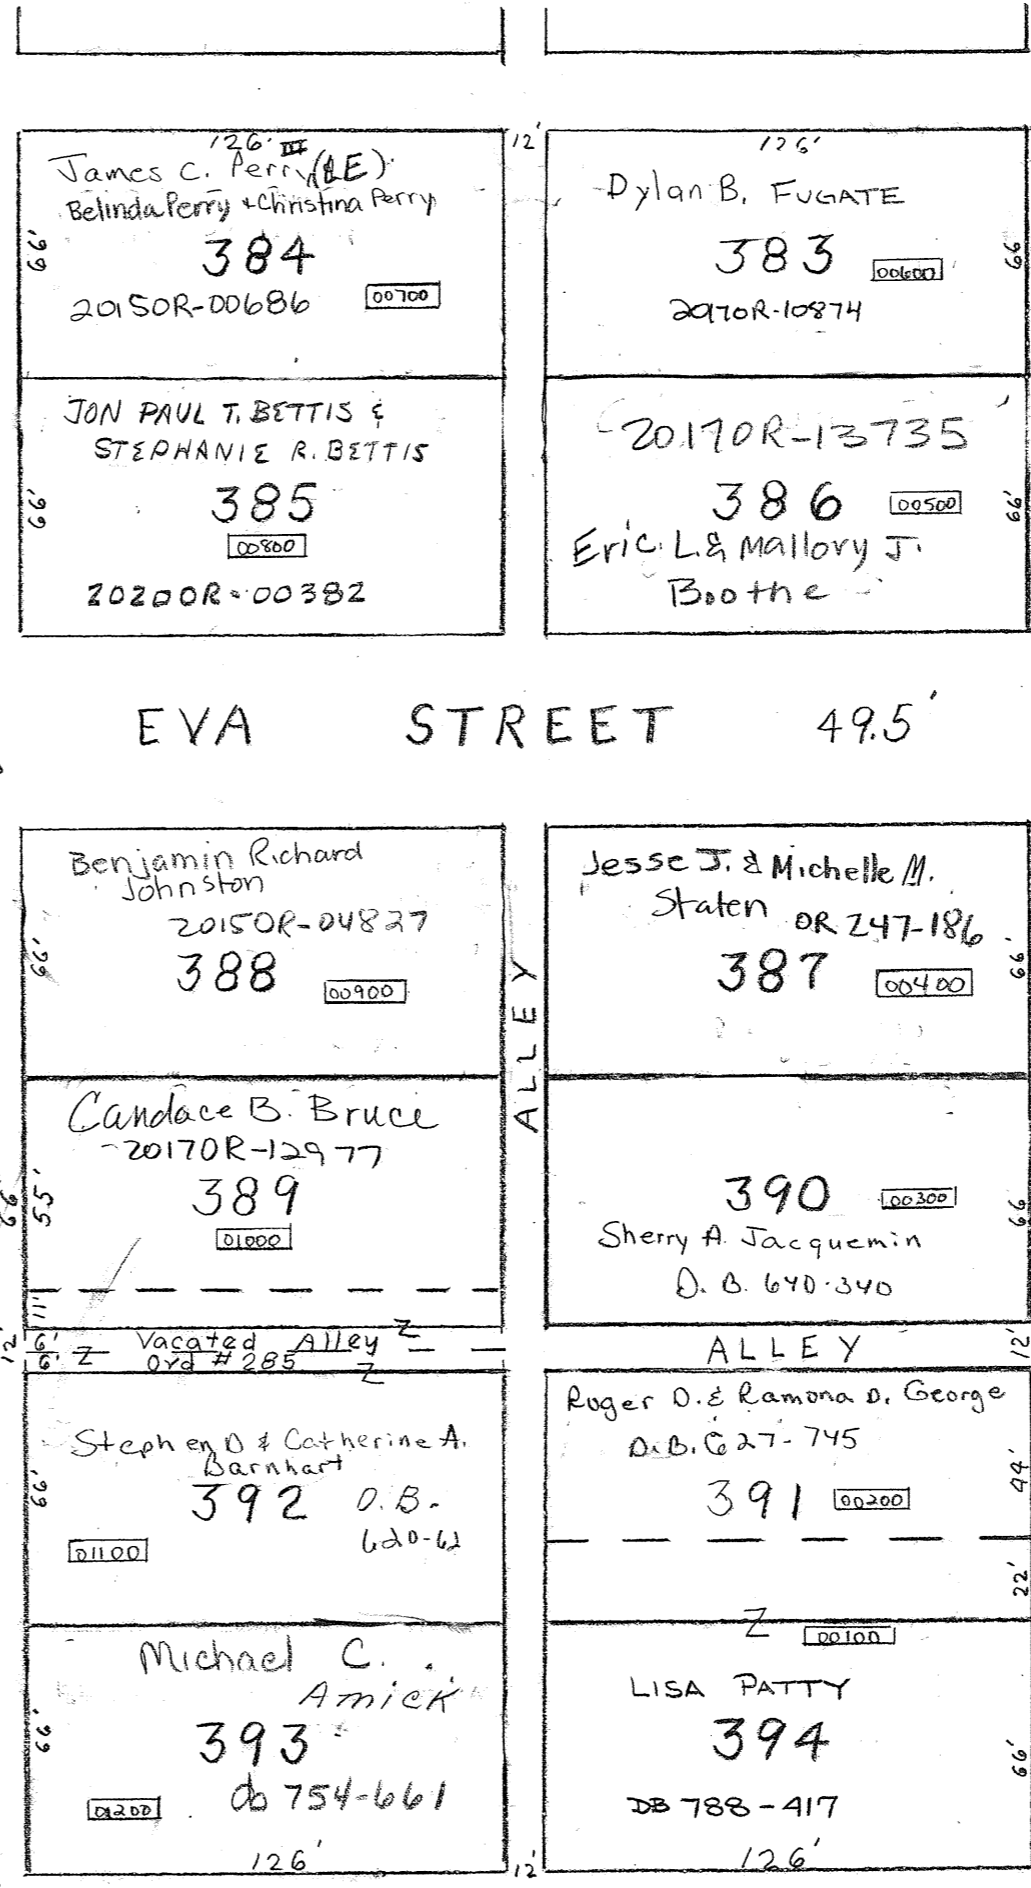 126'
James C. Perry III (LE)
Belinda Perry + Christina Perry
66'
384
2015OR-00686
00700
12'
126'
Dylan B. FUGATE
383
00600
66'
2017OR-10874
JON PAUL T. BETTIS &
STEPHANIE R. BETTIS
66'
385
00800
2020OR-00382
2017OR-13735
386
00500
66'
Eric. L. & Mallory J.
Boothe
EVA STREET 49.5'
Benjamin Richard
Johnston
2015OR-04827
66'
388
00900
ALLEY
Jesse J. & Michelle M.
Staten
OR 247-186
387
00400
66'
Candace B. Bruce
2017OR-12977
66'
55'
389
01000
11'
390
00300
66
Sherry A. Jacquemin
D. B. 640-340
12'
6'
6'
Z
Vacated Alley
Ord # 285
Z
Z
ALLEY
12'
Stephen D & Catherine A.
Barnhart
66'
392
D.B.
620-62
01100
Roger D. & Ramona D. George
D.B. 627-745
391
00200
44'
22'
Michael C.
Amick
66'
393
db 754-661
01200
126'
12'
Z
00100
LISA PATTY
394
66'
DB 788-417
126'